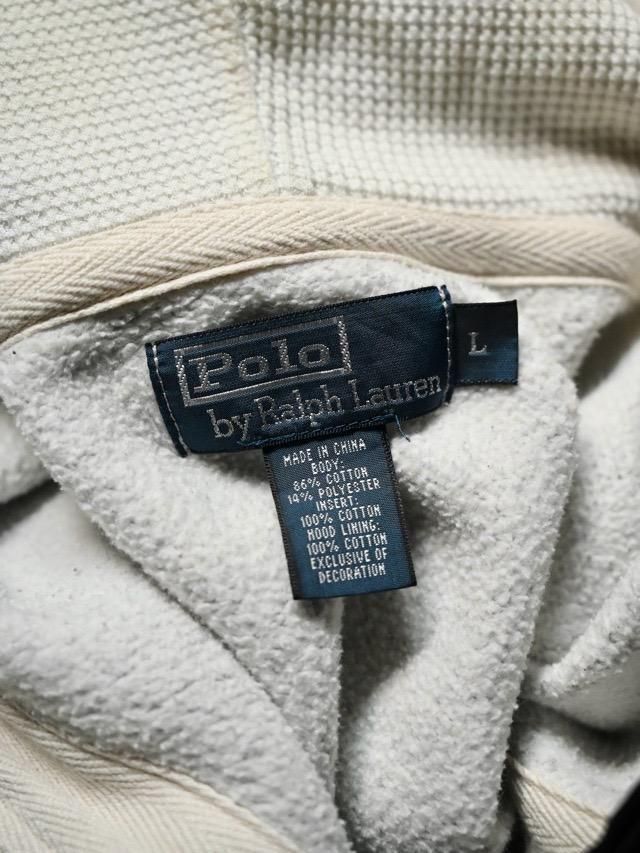 Polo
by Ralph Lauren
L
MADE IN CHINA
BODY:
86% COTTON
14% POLYESTER
INSERT:
100% COTTON
HOOD LINING:
100% COTTON
EXCLUSIVE OF
DECORATION